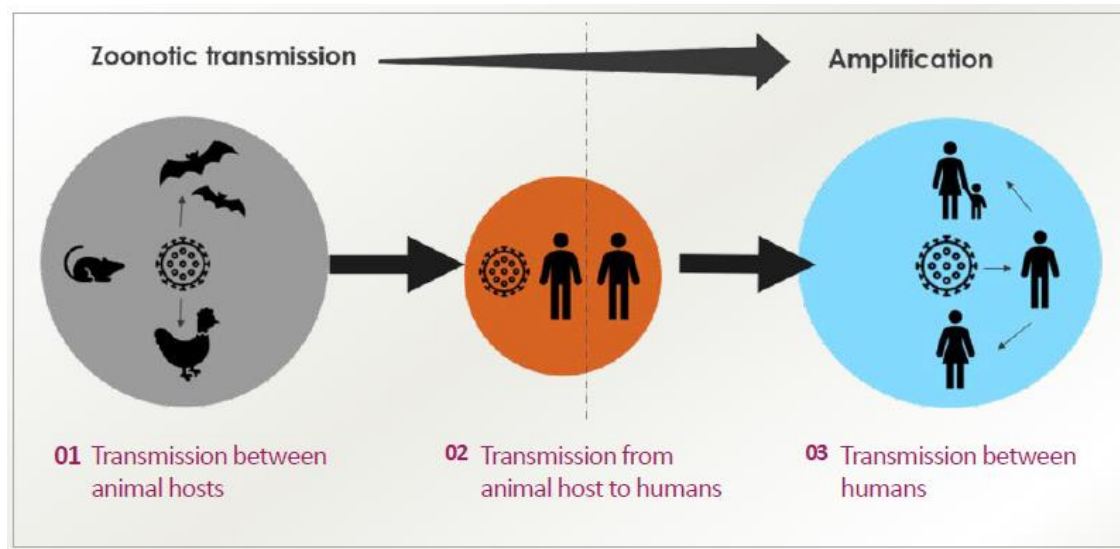 Zoonotic transmission
Amplification
01 Transmission between
animal hosts
02 Transmission from
animal host to humans
03 Transmission between
humans